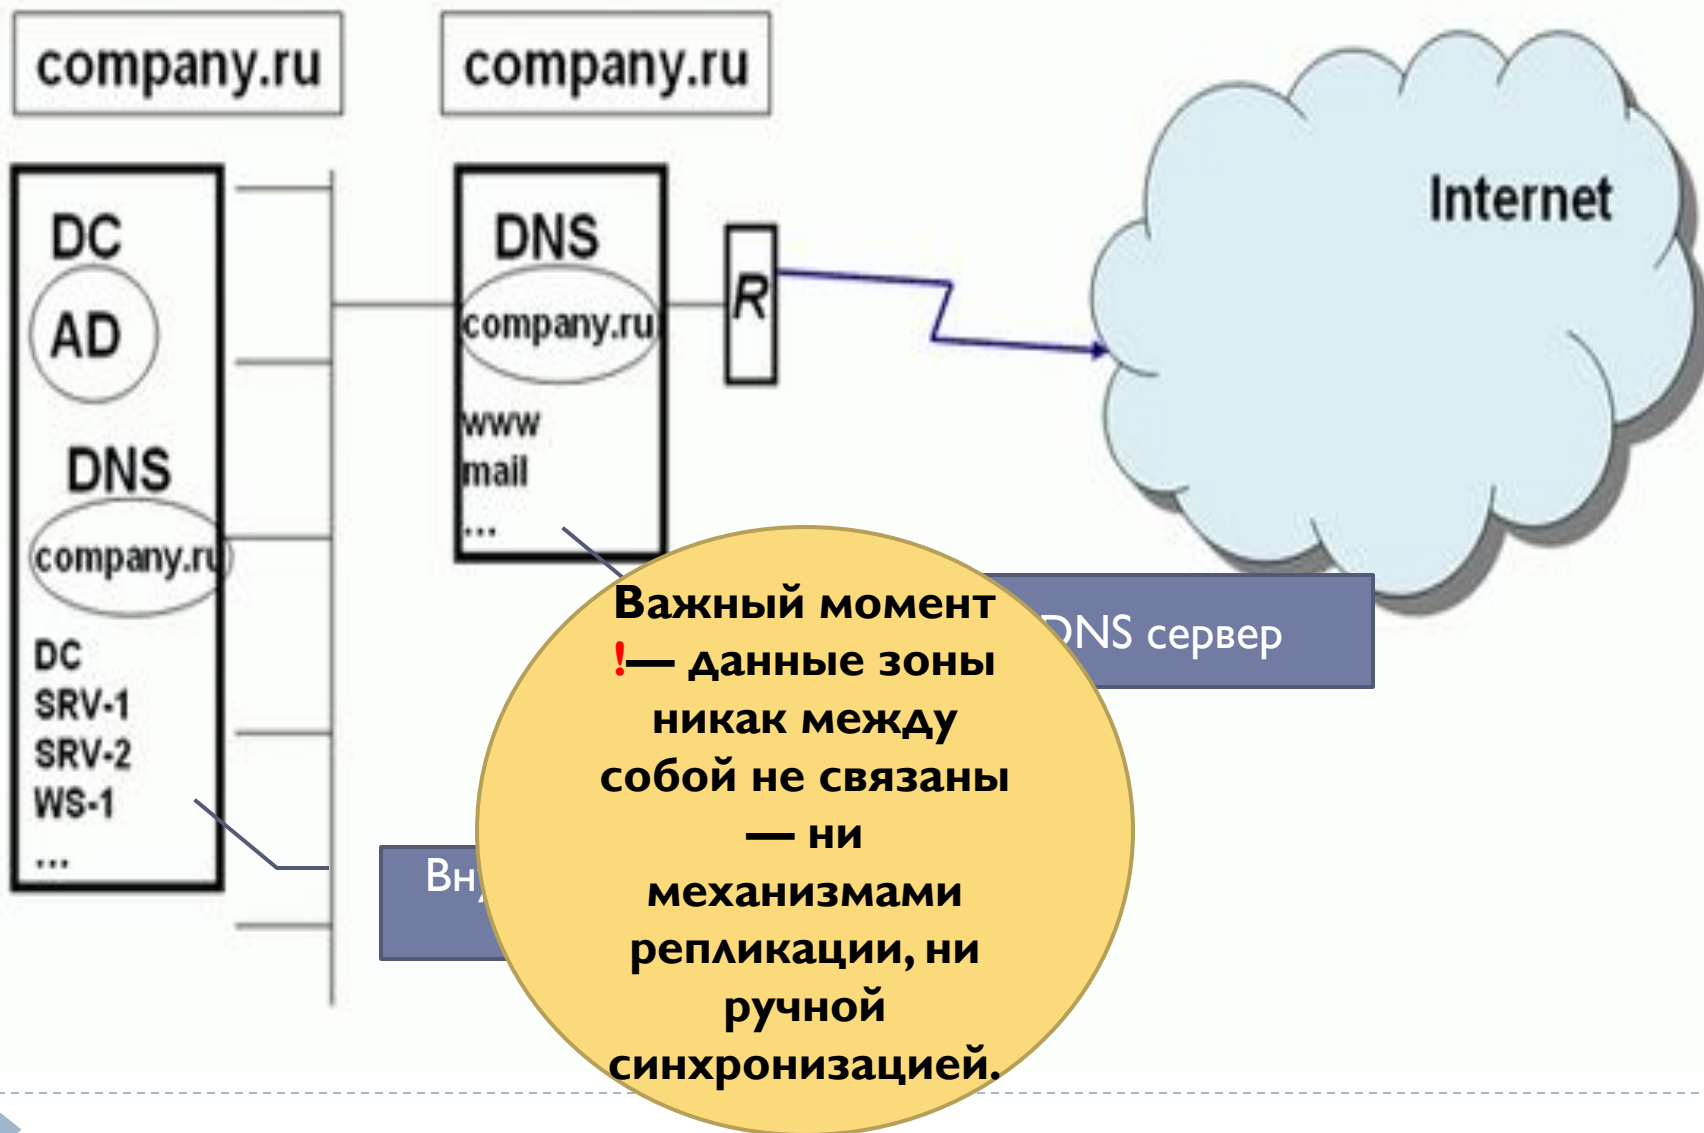 company.ru
company.ru
DC
AD
DNS
company.ru
DC
SRV-1
SRV-2
WS-1
...
DNS
company.ru
www
mail
...
R
Internet
DNS сервер
Важный момент
!— данные зоны
никак между
собой не связаны
— ни
механизмами
репликации, ни
ручной
синхронизацией.